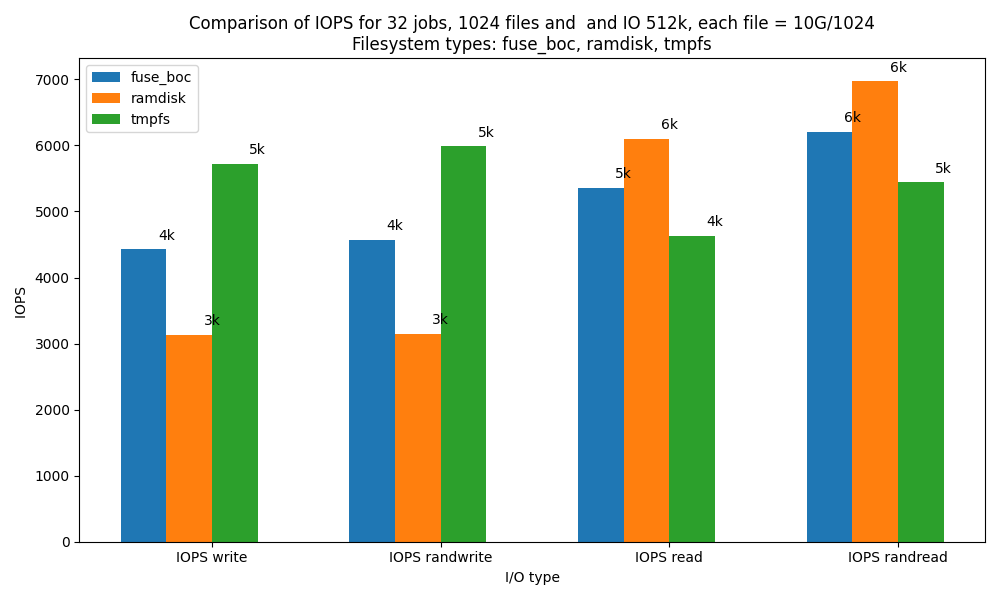 Comparison of IOPS for 32 jobs, 1024 files and  and IO 512k, each file = 10G/1024
Filesystem types: fuse_boc, ramdisk, tmpfs
fuse_boc
ramdisk
tmpfs
IOPS
7000
6000
5000
4000
3000
2000
1000
0
4k
3k
5k
4k
3k
5k
5k
6k
4k
6k
6k
5k
IOPS write
IOPS randwrite
IOPS read
IOPS randread
I/O type